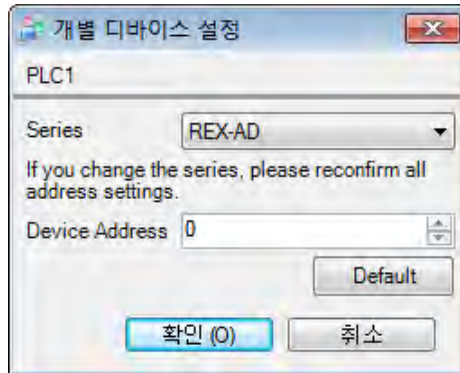 개별 디바이스 설정
PLC1
Series REX-AD
If you change the series, please reconfirm all
address settings.
Device Address 0
Default
확인 (O) 취소